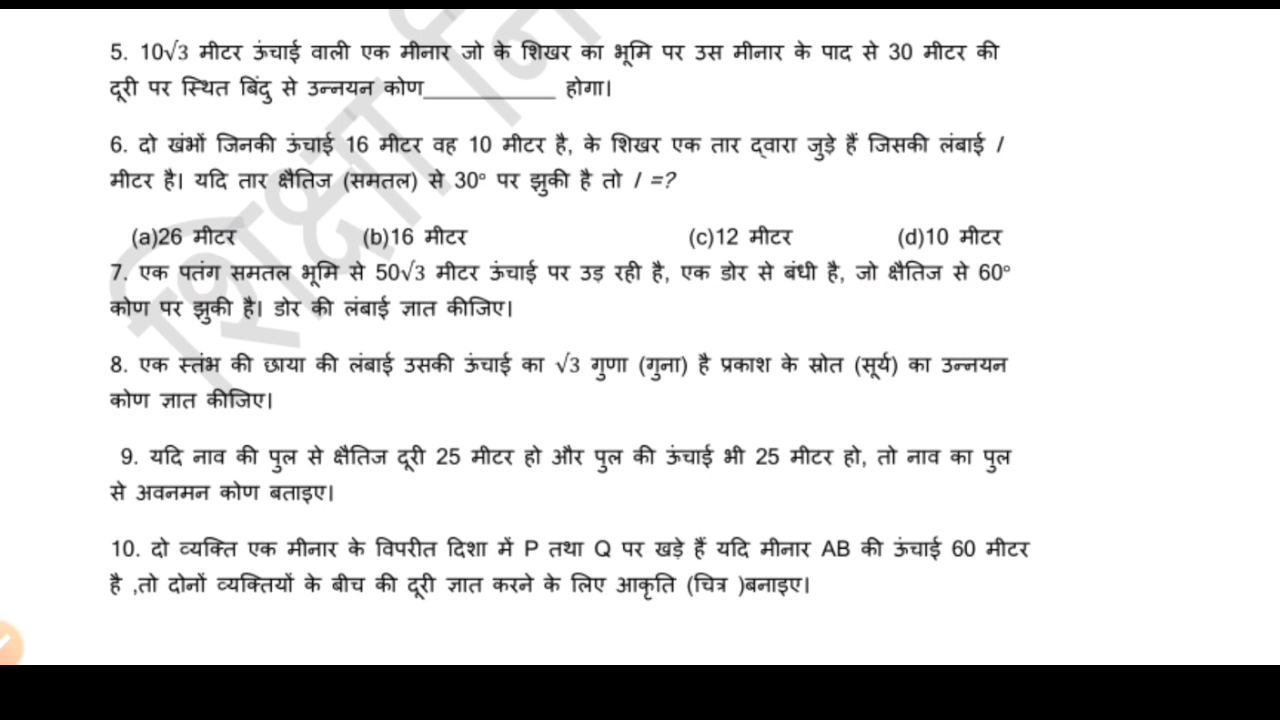 5. 10√3 मीटर ऊंचाई वाली एक मीनार जो के शिखर का भूमि पर उस मीनार के पाद से 30 मीटर की
दूरी पर स्थित बिंदु से उन्नयन कोण___________ होगा।
6. दो खंभों जिनकी ऊंचाई 16 मीटर वह 10 मीटर है, के शिखर एक तार द्वारा जुड़े हैं जिसकी लंबाई l
मीटर है। यदि तार क्षैतिज (समतल) से 30° पर झुकी है तो l =?
(a)26 मीटर (b)16 मीटर (c)12 मीटर (d)10 मीटर
7. एक पतंग समतल भूमि से 50√3 मीटर ऊंचाई पर उड़ रही है, एक डोर से बंधी है, जो क्षैतिज से 60°
कोण पर झुकी है। डोर की लंबाई ज्ञात कीजिए।
8. एक स्तंभ की छाया की लंबाई उसकी ऊंचाई का √3 गुणा (गुना) है प्रकाश के स्रोत (सूर्य) का उन्नयन
कोण ज्ञात कीजिए।
9. यदि नाव की पुल से क्षैतिज दूरी 25 मीटर हो और पुल की ऊंचाई भी 25 मीटर हो, तो नाव का पुल
से अवनमन कोण बताइए।
10. दो व्यक्ति एक मीनार के विपरीत दिशा में P तथा Q पर खड़े हैं यदि मीनार AB की ऊंचाई 60 मीटर
है ,तो दोनों व्यक्तियों के बीच की दूरी ज्ञात करने के लिए आकृति (चित्र )बनाइए।
शिक्षा नि